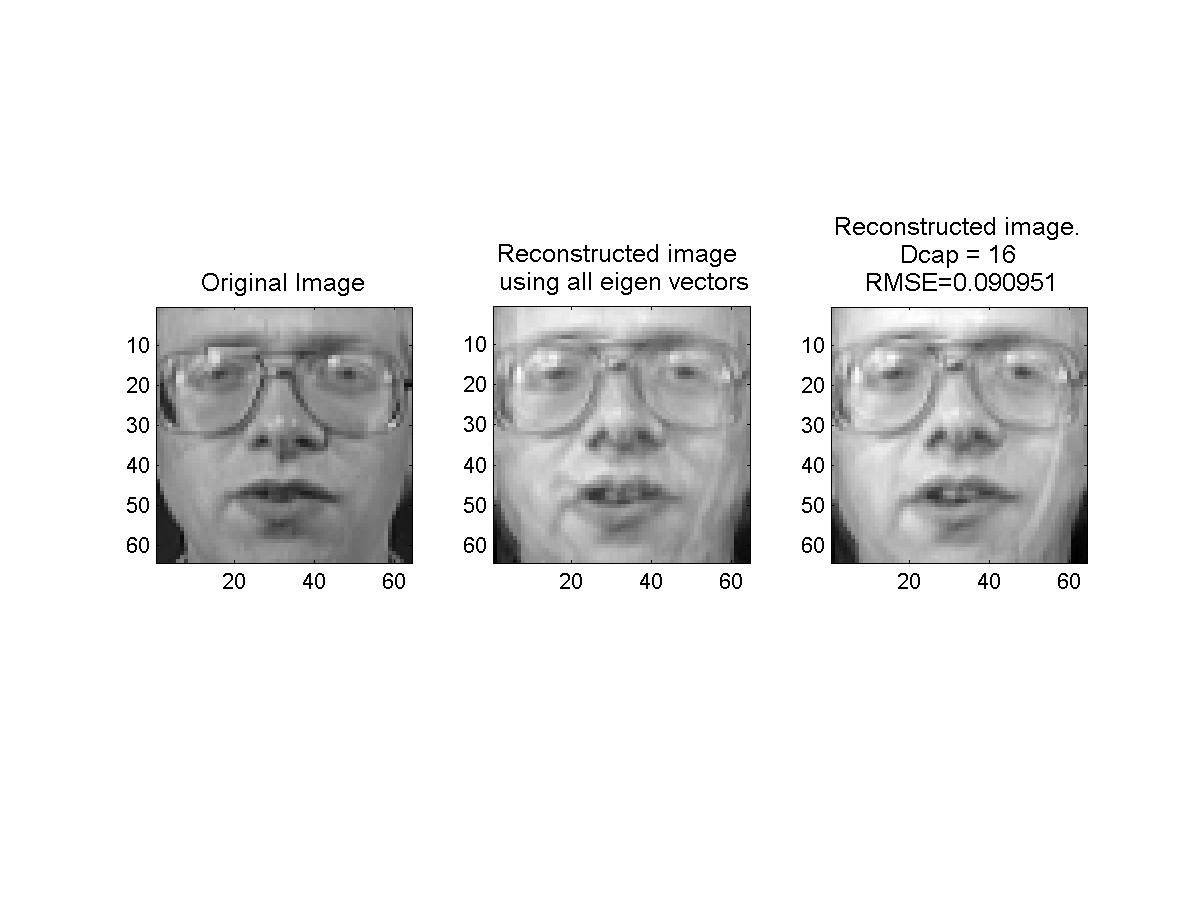 Original Image
10
20
30
40
50
60
20 40 60
Reconstructed image
using all eigen vectors
10
20
30
40
50
60
20 40 60
Reconstructed image.
Dcap = 16
RMSE=0.090951
10
20
30
40
50
60
20 40 60